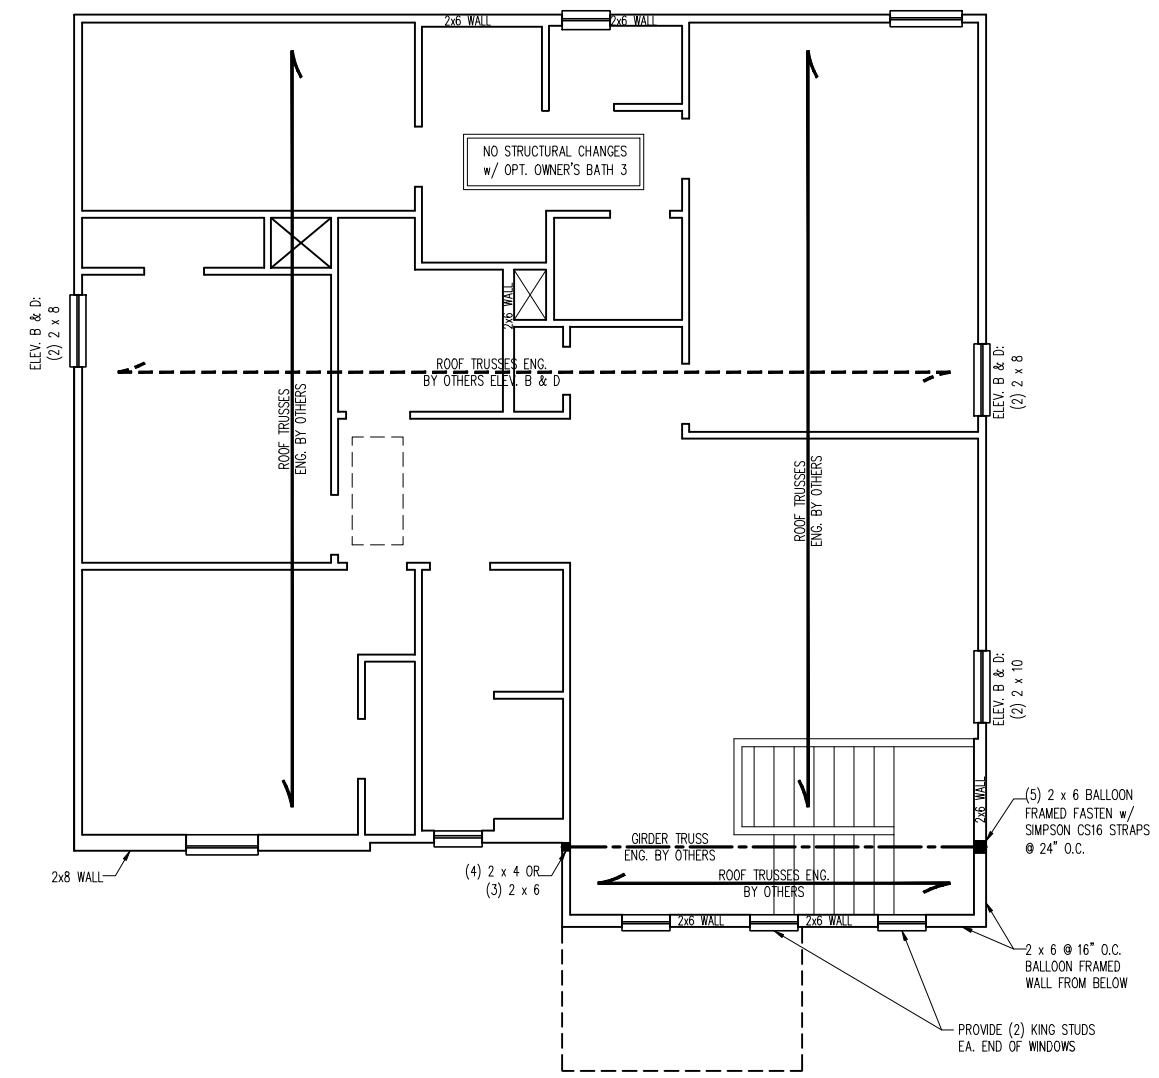 2x6 WALL
2x6 WALL
NO STRUCTURAL CHANGES
w/ OPT. OWNER'S BATH 3
ELEV. B & D:
(2) 2 x 8
2x6 WALL
ROOF TRUSSES ENG.
BY OTHERS ELEV. B & D
ELEV. B & D:
(2) 2 x 8
ROOF TRUSSES
ENG. BY OTHERS
ROOF TRUSSES
ENG. BY OTHERS
ELEV. B & D:
(2) 2 x 10
2x6 WALL
(5) 2 x 6 BALLOON
FRAMED FASTEN w/
SIMPSON CS16 STRAPS
@ 24" O.C.
GIRDER TRUSS
ENG. BY OTHERS
2x8 WALL
(4) 2 x 4 OR
(3) 2 x 6
ROOF TRUSSES ENG.
BY OTHERS
2x6 WALL
2x6 WALL
2 x 6 @ 16" O.C.
BALLOON FRAMED
WALL FROM BELOW
PROVIDE (2) KING STUDS
EA. END OF WINDOWS